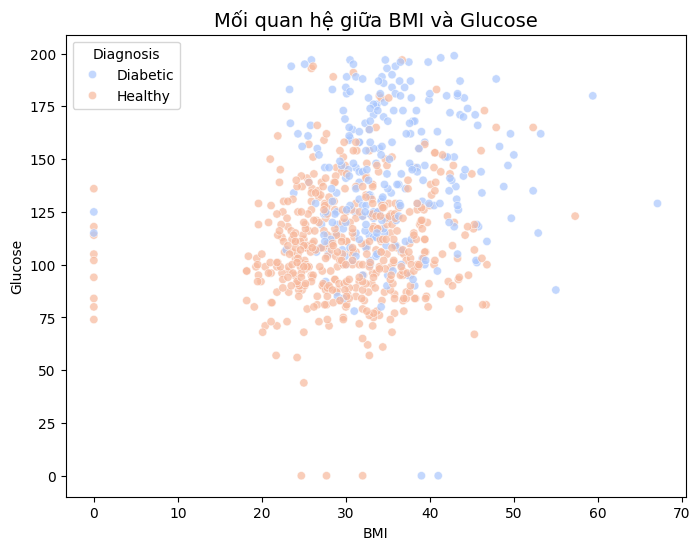 Mối quan hệ giữa BMI và Glucose
Diagnosis
Diabetic
Healthy
Glucose
200
175
150
125
100
75
50
25
0
0 10 20 30 40 50 60 70
BMI